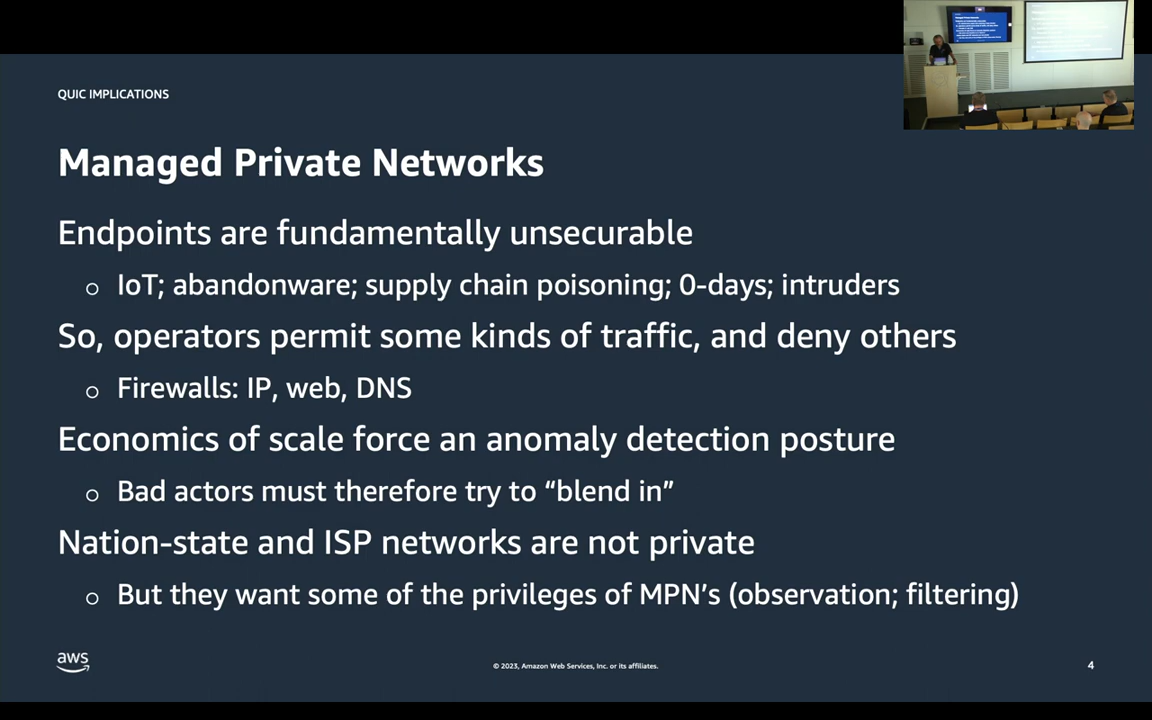 QUIC IMPLICATIONS
Managed Private Networks
Endpoints are fundamentally unsecurable
○ IoT; abandonware; supply chain poisoning; 0-days; intruders
So, operators permit some kinds of traffic, and deny others
○ Firewalls: IP, web, DNS
Economics of scale force an anomaly detection posture
○ Bad actors must therefore try to “blend in”
Nation-state and ISP networks are not private
○ But they want some of the privileges of MPN’s (observation; filtering)
aws
© 2023, Amazon Web Services, Inc. or its affiliates.
4